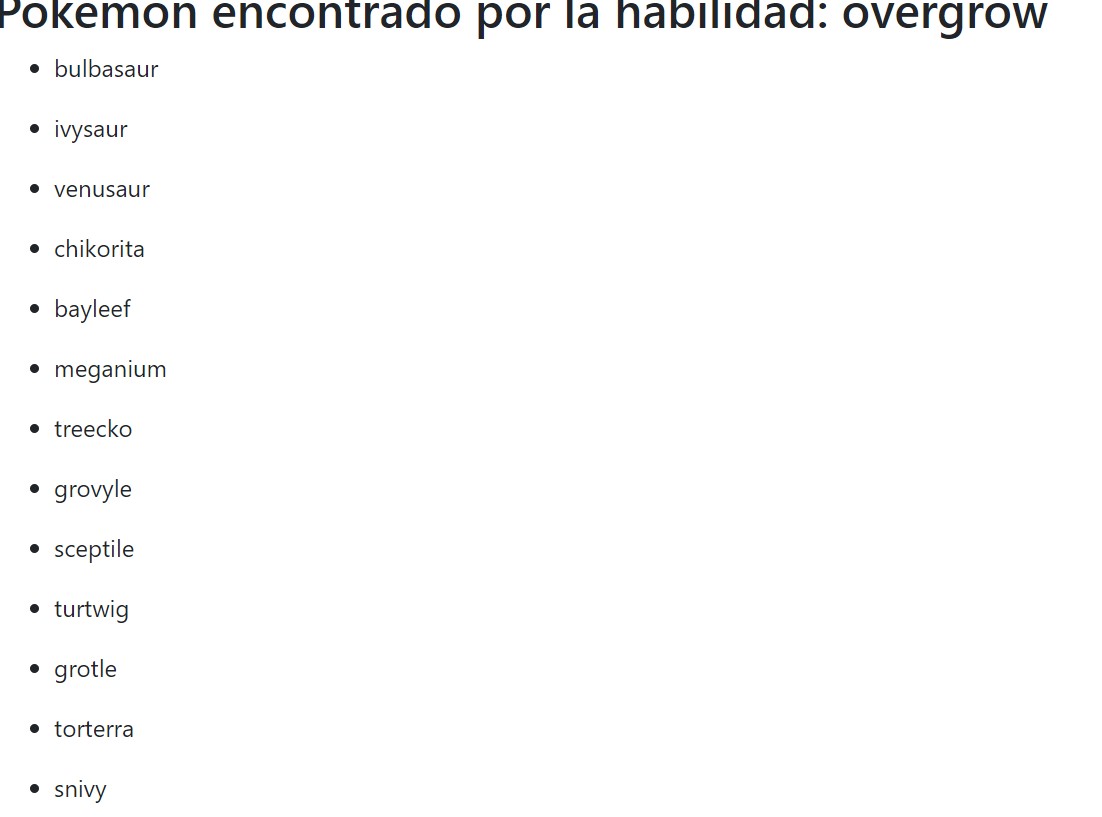 Pokemon encontrado por la habilidad: overgrow
bulbasaur
ivysaur
venusaur
chikorita
bayleef
meganium
treecko
grovyle
sceptile
turtwig
grotle
torterra
snivy